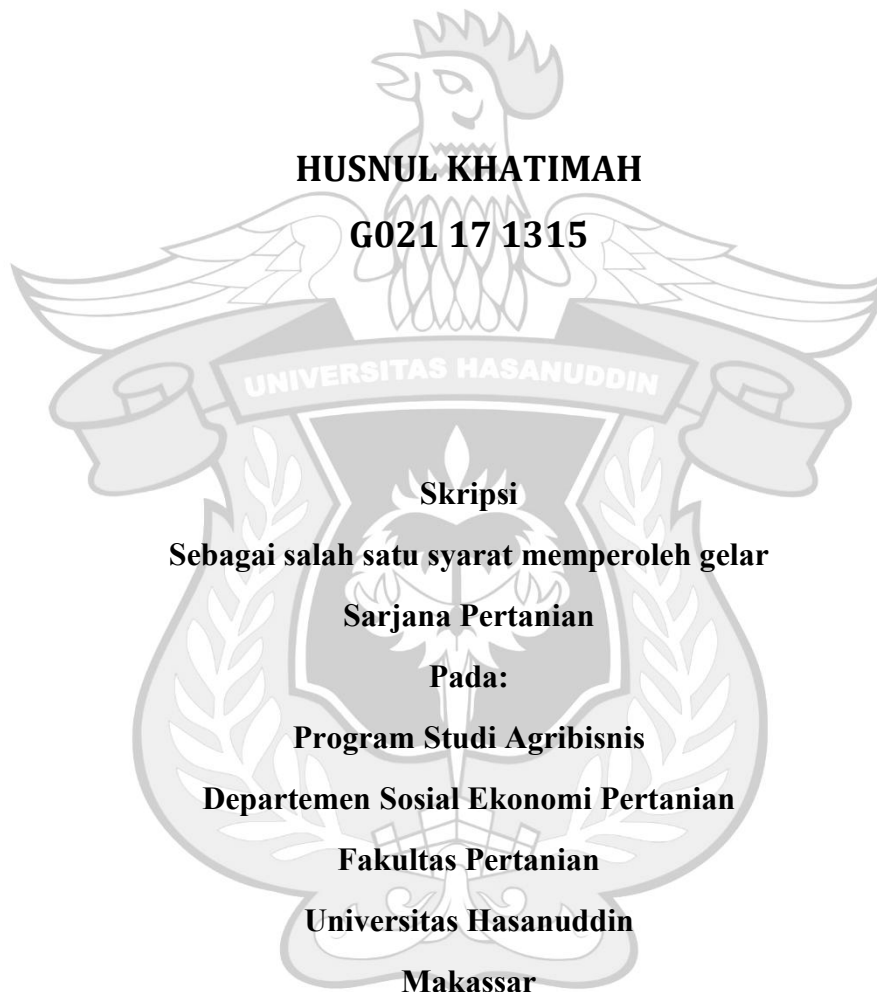 HUSNUL KHATIMAH
G021 17 1315
UNIVERSITAS HASANUDDIN
Skripsi
Sebagai salah satu syarat memperoleh gelar
Sarjana Pertanian
Pada:
Program Studi Agribisnis
Departemen Sosial Ekonomi Pertanian
Fakultas Pertanian
Universitas Hasanuddin
Makassar